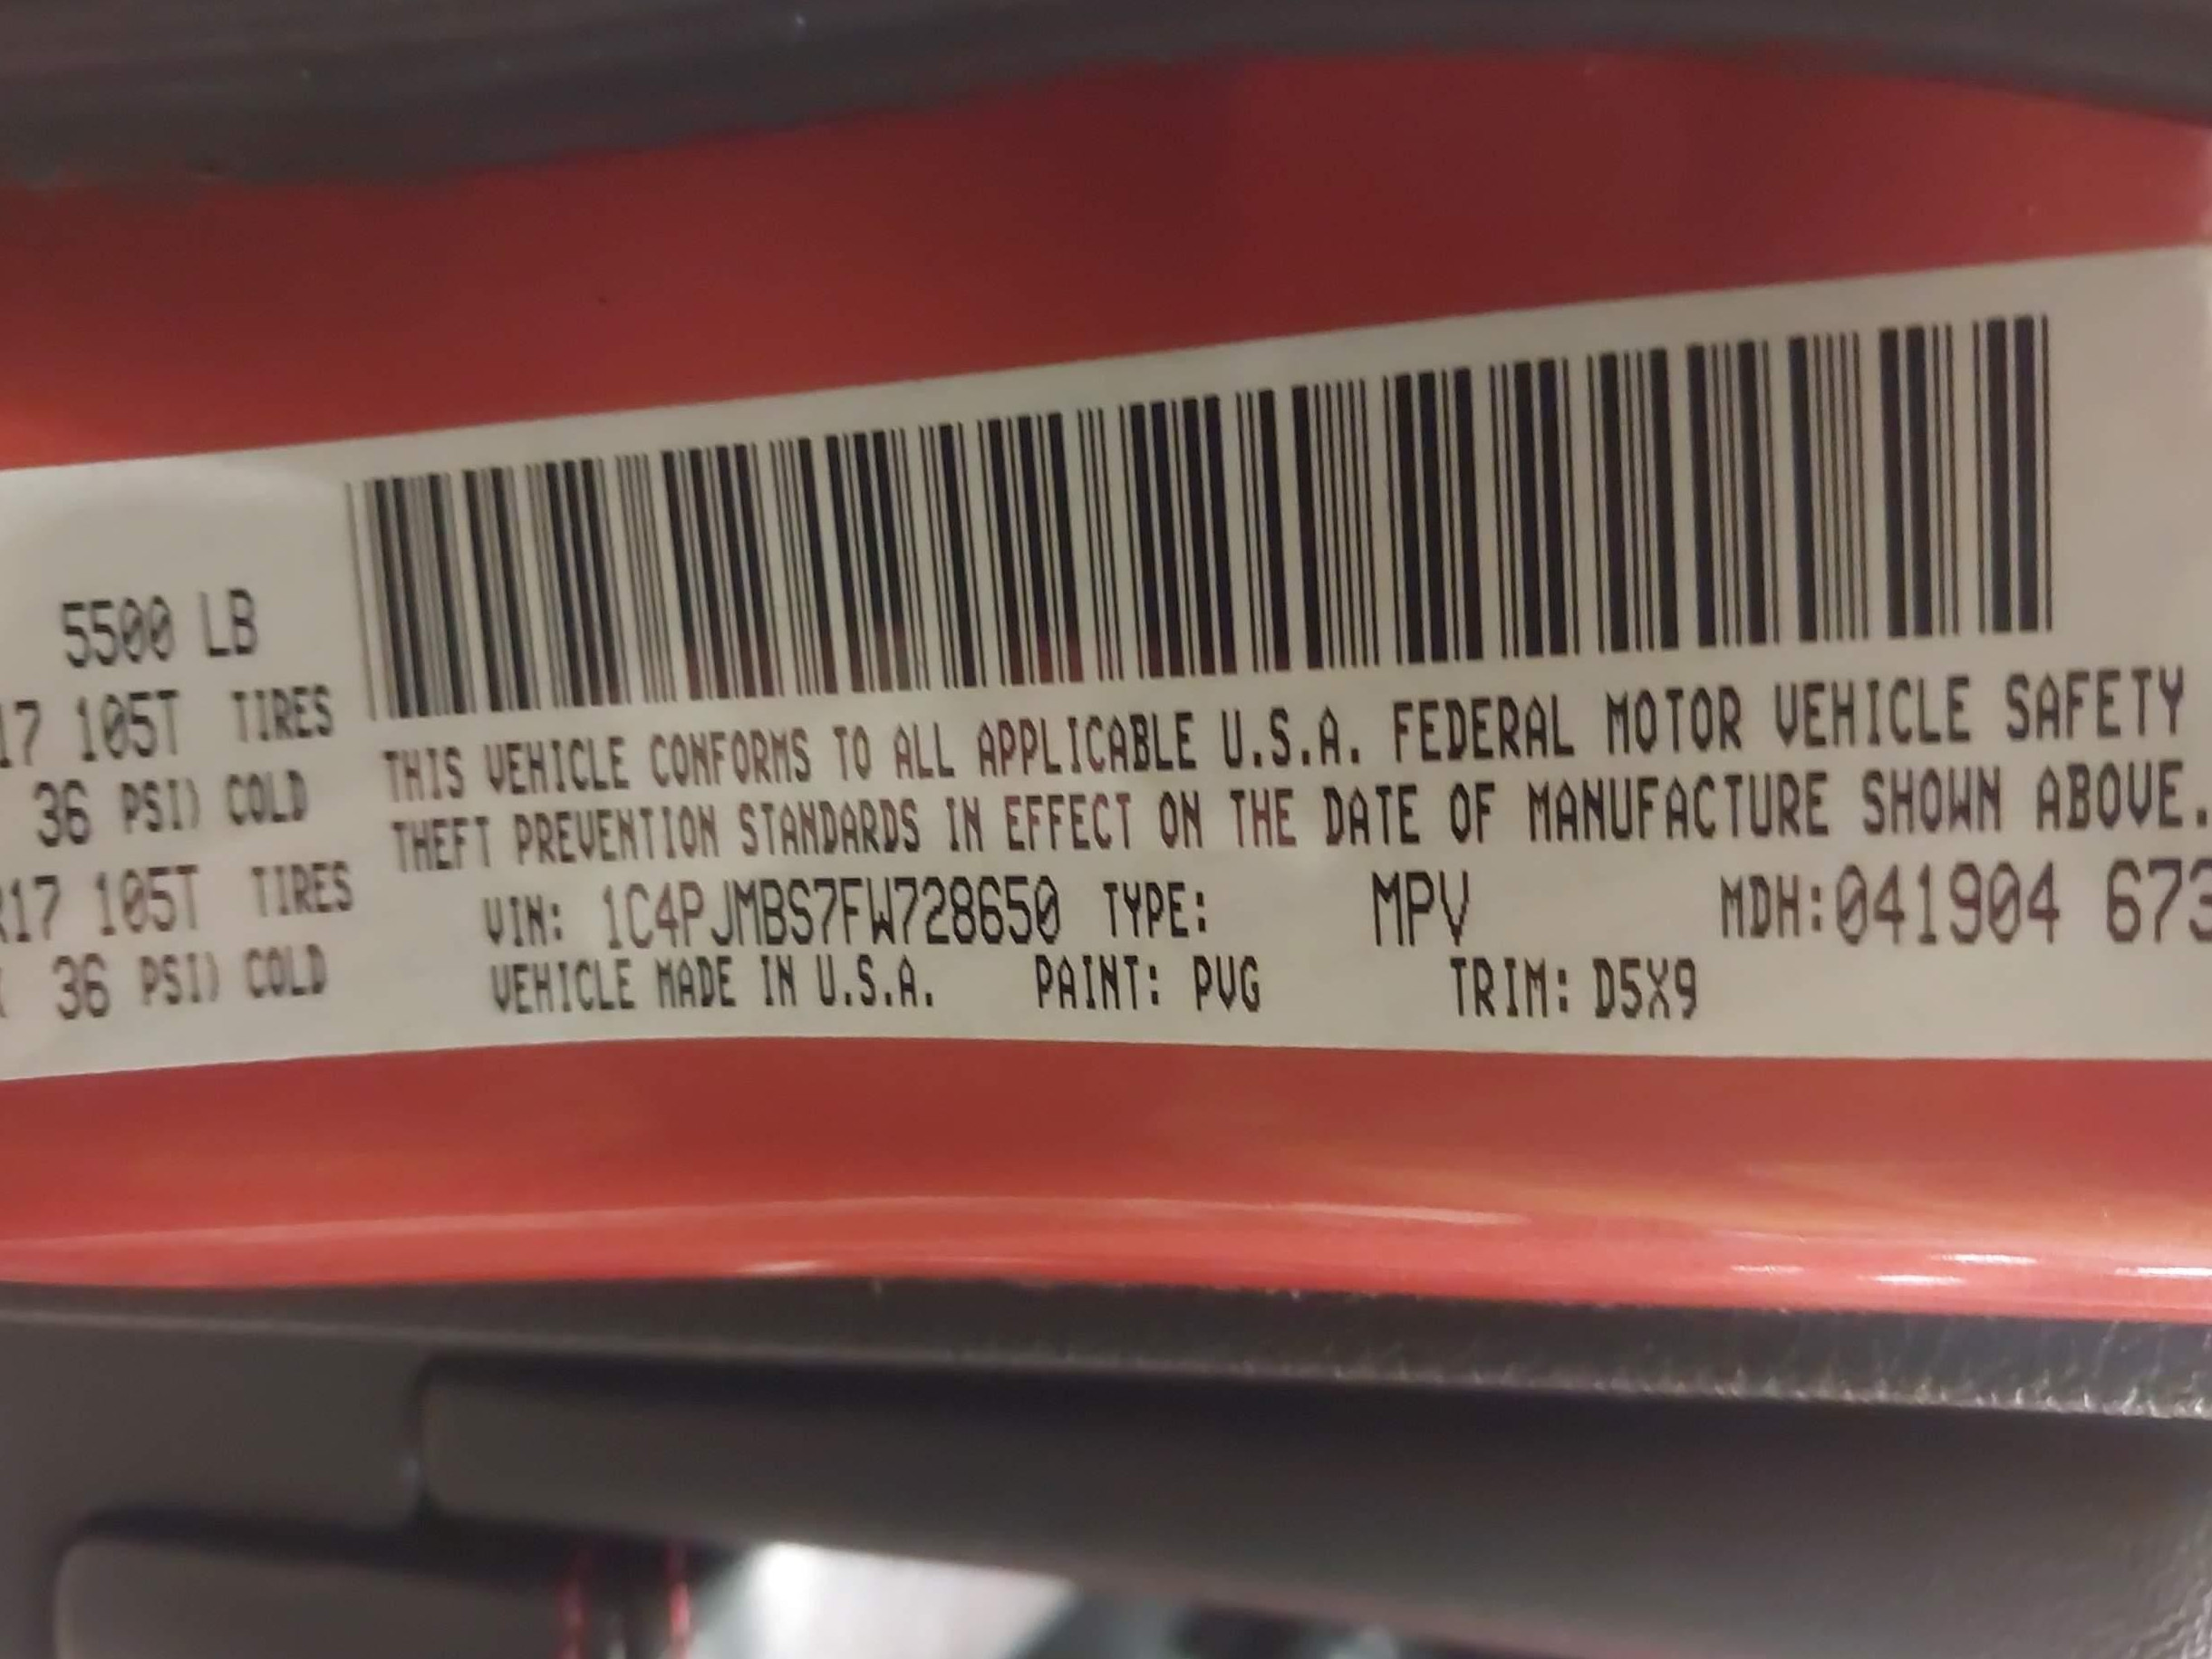 5500 LB
17 105T TIRES
36 PSI) COLD
R17 105T TIRES
36 PSI) COLD
THIS VEHICLE CONFORMS TO ALL APPLICABLE U.S.A. FEDERAL MOTOR VEHICLE SAFETY
THEFT PREVENTION STANDARDS IN EFFECT ON THE DATE OF MANUFACTURE SHOWN ABOVE.
VIN: 1C4PJMBS7FW728650 TYPE: MPV MDH:041904 673
VEHICLE MADE IN U.S.A. PAINT: PVG TRIM: D5X9